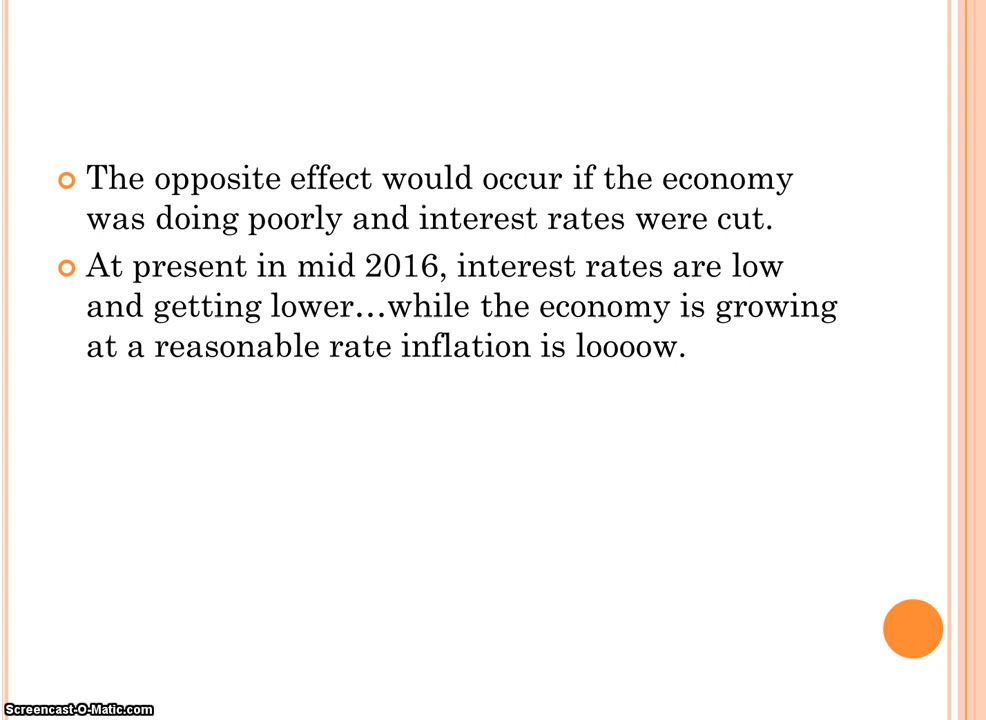 The opposite effect would occur if the economy
was doing poorly and interest rates were cut.
At present in mid 2016, interest rates are low
and getting lower…while the economy is growing
at a reasonable rate inflation is loooow.
Screencast-O-Matic.com